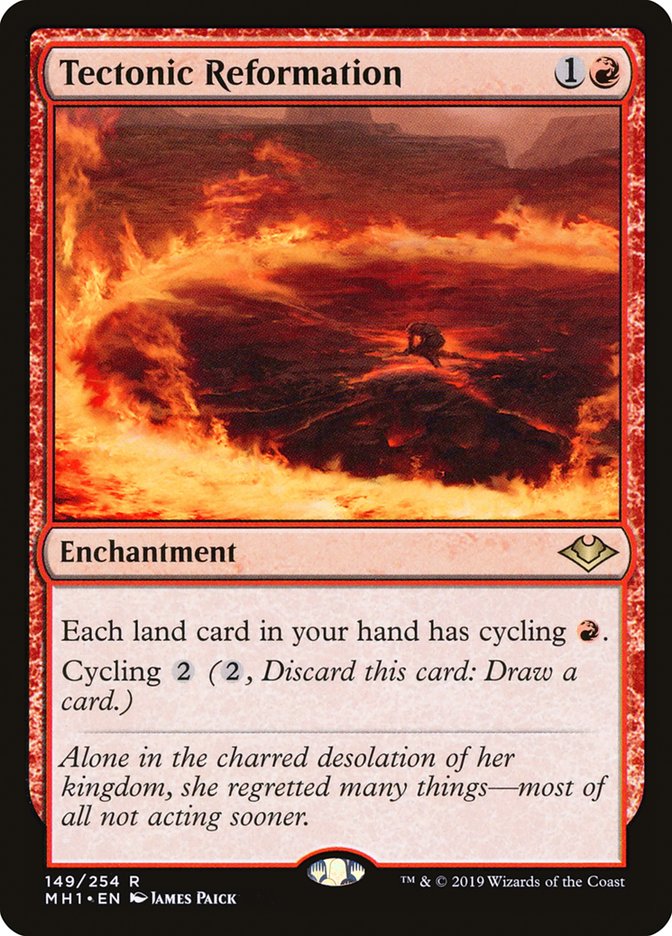 Tectonic Reformation 1
Enchantment
Each land card in your hand has cycling .
Cycling 2 (2, Discard this card: Draw a
card.)
Alone in the charred desolation of her
kingdom, she regretted many things—most of
all not acting sooner.
149/254 R
MH1•EN James Paick
™ & © 2019 Wizards of the Coast